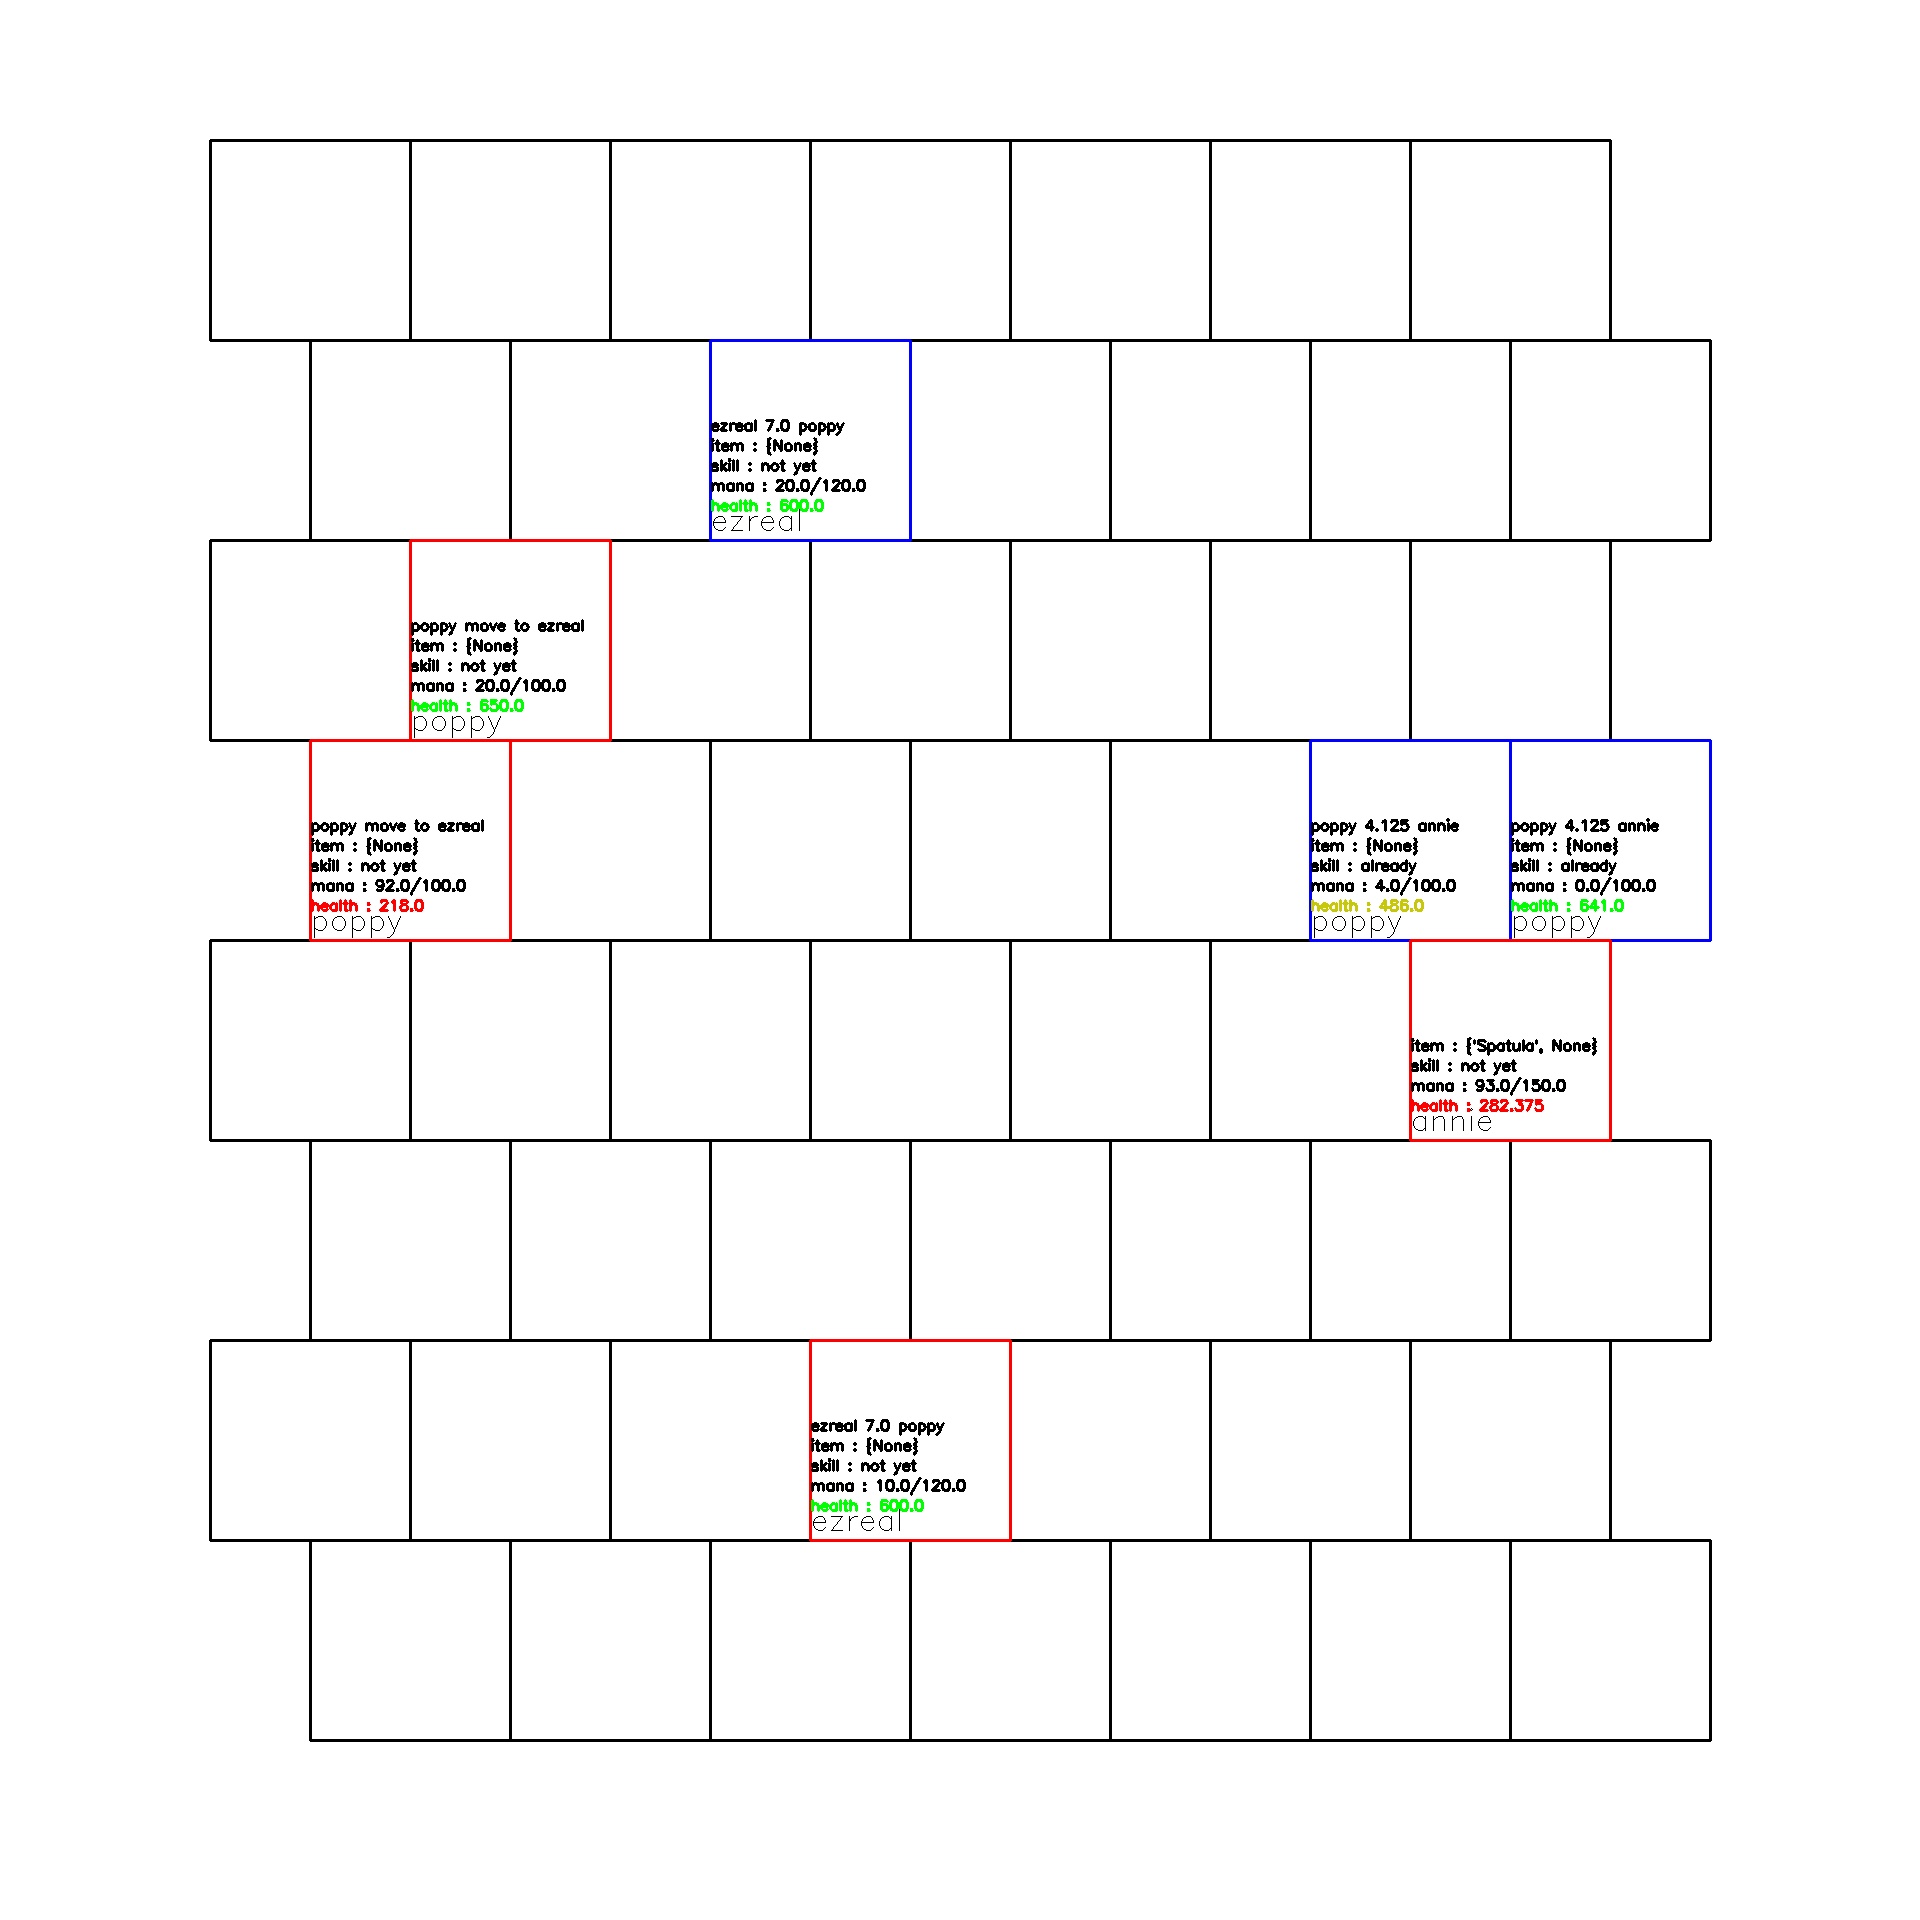 ezreal 7.0 poppy
item : {None}
skill : not yet
mana : 20.0/120.0
health : 600.0
ezreal
poppy move to ezreal
item : {None}
skill : not yet
mana : 20.0/100.0
health : 650.0
poppy
poppy move to ezreal
item : {None}
skill : not yet
mana : 92.0/100.0
health : 218.0
poppy
poppy 4.125 annie
item : {None}
skill : already
mana : 4.0/100.0
health : 486.0
poppy
poppy 4.125 annie
item : {None}
skill : already
mana : 0.0/100.0
health : 641.0
poppy
item : {'Spatula', None}
skill : not yet
mana : 93.0/150.0
health : 282.375
annie
ezreal 7.0 poppy
item : {None}
skill : not yet
mana : 10.0/120.0
health : 600.0
ezreal